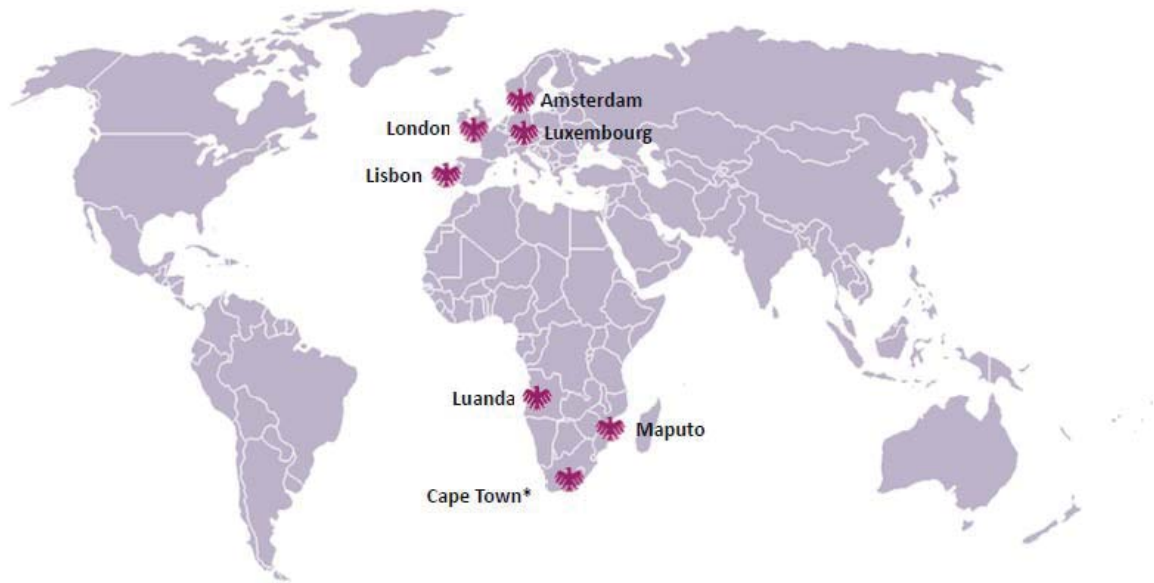 Amsterdam
London
Luxembourg
Lisbon
Luanda
Maputo
Cape Town*